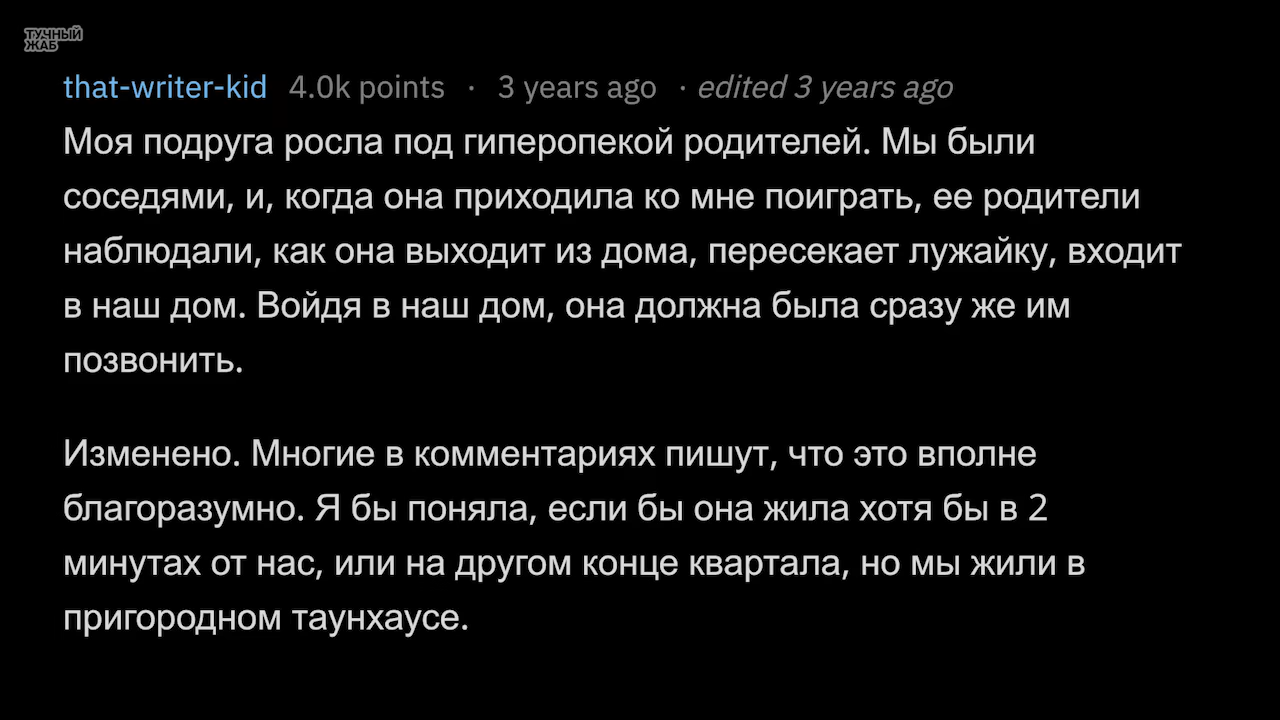 ТУЧНЫЙ
ЖАБ
that-writer-kid 4.0k points · 3 years ago · edited 3 years ago
Моя подруга росла под гиперопекой родителей. Мы были
соседями, и, когда она приходила ко мне поиграть, ее родители
наблюдали, как она выходит из дома, пересекает лужайку, входит
в наш дом. Войдя в наш дом, она должна была сразу же им
позвонить.
Изменено. Многие в комментариях пишут, что это вполне
благоразумно. Я бы поняла, если бы она жила хотя бы в 2
минутах от нас, или на другом конце квартала, но мы жили в
пригородном таунхаусе.